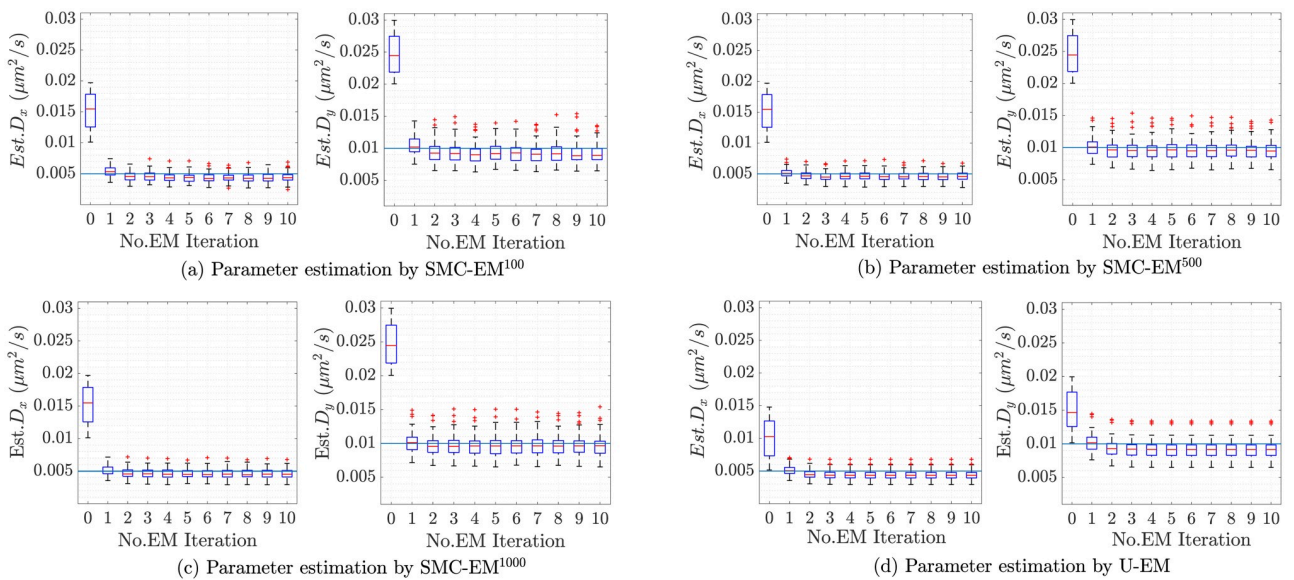 0.03
0.025
0.02
0.015
0.01
0.005
Est.D_x (μm²/s)
0 1 2 3 4 5 6 7 8 9 10
No.EM Iteration
0.03
0.025
0.02
0.015
0.01
0.005
Est.D_y (μm²/s)
0 1 2 3 4 5 6 7 8 9 10
No.EM Iteration
(a) Parameter estimation by SMC-EM¹⁰⁰
0.03
0.025
0.02
0.015
0.01
0.005
Est.D_x (μm²/s)
0 1 2 3 4 5 6 7 8 9 10
No.EM Iteration
0.03
0.025
0.02
0.015
0.01
0.005
Est.D_y (μm²/s)
0 1 2 3 4 5 6 7 8 9 10
No.EM Iteration
(b) Parameter estimation by SMC-EM⁵⁰⁰
0.03
0.025
0.02
0.015
0.01
0.005
Est.D_x (μm²/s)
0 1 2 3 4 5 6 7 8 9 10
No.EM Iteration
0.03
0.025
0.02
0.015
0.01
0.005
Est.D_y (μm²/s)
0 1 2 3 4 5 6 7 8 9 10
No.EM Iteration
(c) Parameter estimation by SMC-EM¹⁰⁰⁰
0.03
0.025
0.02
0.015
0.01
0.005
Est.D_x (μm²/s)
0 1 2 3 4 5 6 7 8 9 10
No.EM Iteration
0.03
0.025
0.02
0.015
0.01
0.005
Est.D_y (μm²/s)
0 1 2 3 4 5 6 7 8 9 10
No.EM Iteration
(d) Parameter estimation by U-EM